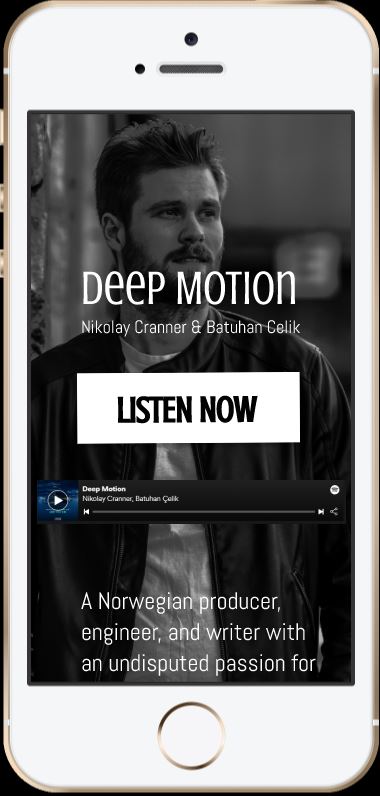 Deep Motion
Nikolay Cranner & Batuhan Celik
LISTEN NOW
Deep Motion
Nikolay Cranner, Batuhan Çelik
A Norwegian producer,
engineer, and writer with
an undisputed passion for